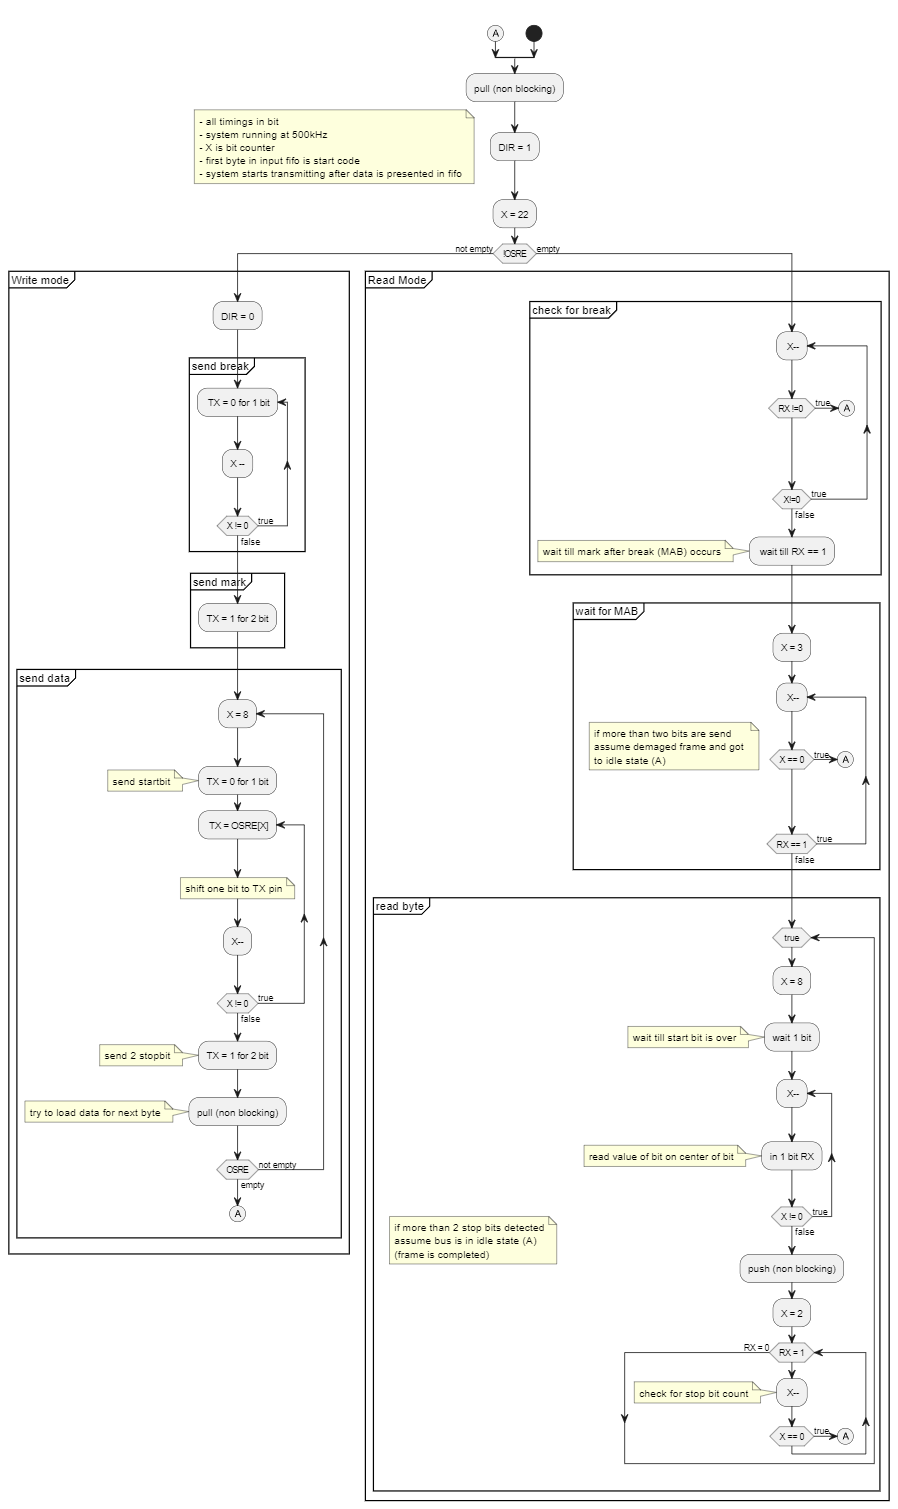 A
pull (non blocking)
- all timings in bit
- system running at 500kHz
- X is bit counter
- first byte in input fifo is start code
- system starts transmitting after data is presented in fifo
DIR = 1
X = 22
not empty
!OSRE
empty
Write mode
DIR = 0
send break
TX = 0 for 1 bit
X --
X != 0
true
false
send mark
TX = 1 for 2 bit
send data
X = 8
send startbit
TX = 0 for 1 bit
TX = OSRE[X]
shift one bit to TX pin
X--
X != 0
true
false
send 2 stopbit
TX = 1 for 2 bit
try to load data for next byte
pull (non blocking)
OSRE
not empty
empty
A
Read Mode
check for break
X--
RX !=0
true
A
X!=0
true
false
wait till mark after break (MAB) occurs
wait till RX == 1
wait for MAB
X = 3
X--
if more than two bits are send
assume demaged frame and got
to idle state (A)
X == 0
true
A
RX == 1
true
false
read byte
true
X = 8
wait till start bit is over
wait 1 bit
X--
read value of bit on center of bit
in 1 bit RX
X != 0
true
false
if more than 2 stop bits detected
assume bus is in idle state (A)
(frame is completed)
push (non blocking)
X = 2
RX = 0
RX = 1
check for stop bit count
X--
X == 0
true
A